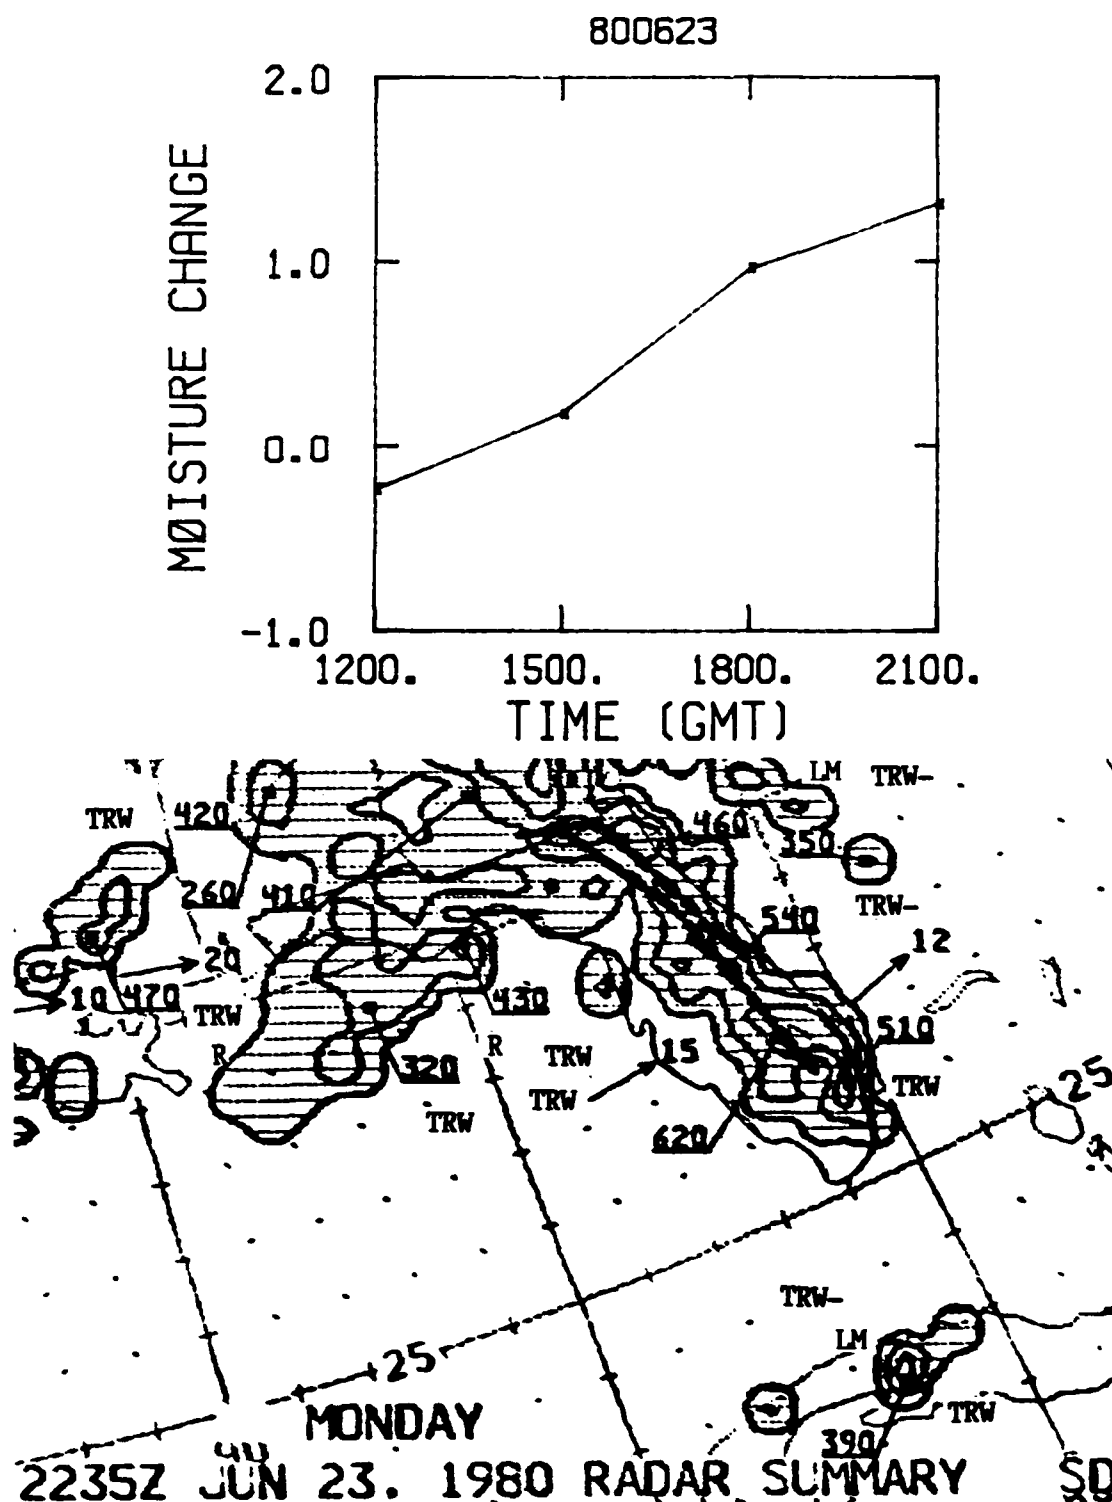 800623
2.0
1.0
0.0
-1.0
MØISTURE CHANGE
1200. 1500. 1800. 2100.
TIME (GMT)
LM TRW-
TRW 420 460 350
260 410 TRW-
540 12
20
10 470 TRW 430 510
R 320 R TRW 15 TRW
TRW TRW 25
620
TRW-
LM
25
TRW
MONDAY
390
2235Z JUN 23. 1980 RADAR SUMMARY SD